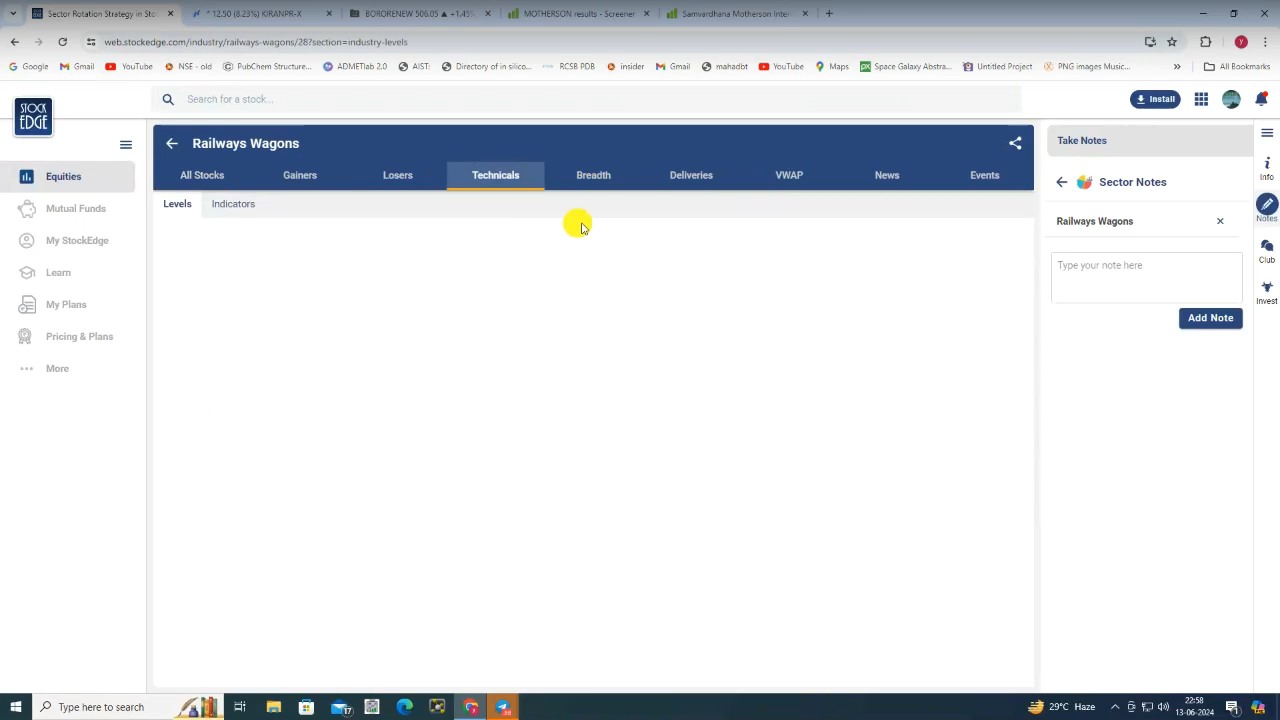 Sector Rotation Strategy in Stock
* 12.50 (8.23%) KIRANPR-X
BORORENEW 506.05 ▲ +1.45%
MOTHERSON results - Screener
Samvardhana Motherson Inter
web.stockedge.com/industry/railways-wagons/28?section=industry-levels
Google
Gmail
YouTube
NSE - old
PubChem Structure...
ADMETlab 2.0
AIST:
Directory of in silico...
RCSB PDB
insider
Gmail
mahadbt
YouTube
Maps
Space Galaxy Abstra...
Untitled Project
PNG images Music...
»
All Bookmarks
STOCK
EDGE
Search for a stock...
Install
Railways Wagons
All Stocks
Gainers
Losers
Technicals
Breadth
Deliveries
VWAP
News
Events
Levels
Indicators
Equities
Mutual Funds
My StockEdge
Learn
My Plans
Pricing & Plans
More
Take Notes
Sector Notes
Railways Wagons
Type your note here
Add Note
Info
Notes
Club
Invest
Type here to search
17
29°C Haze
22:58
13-06-2024